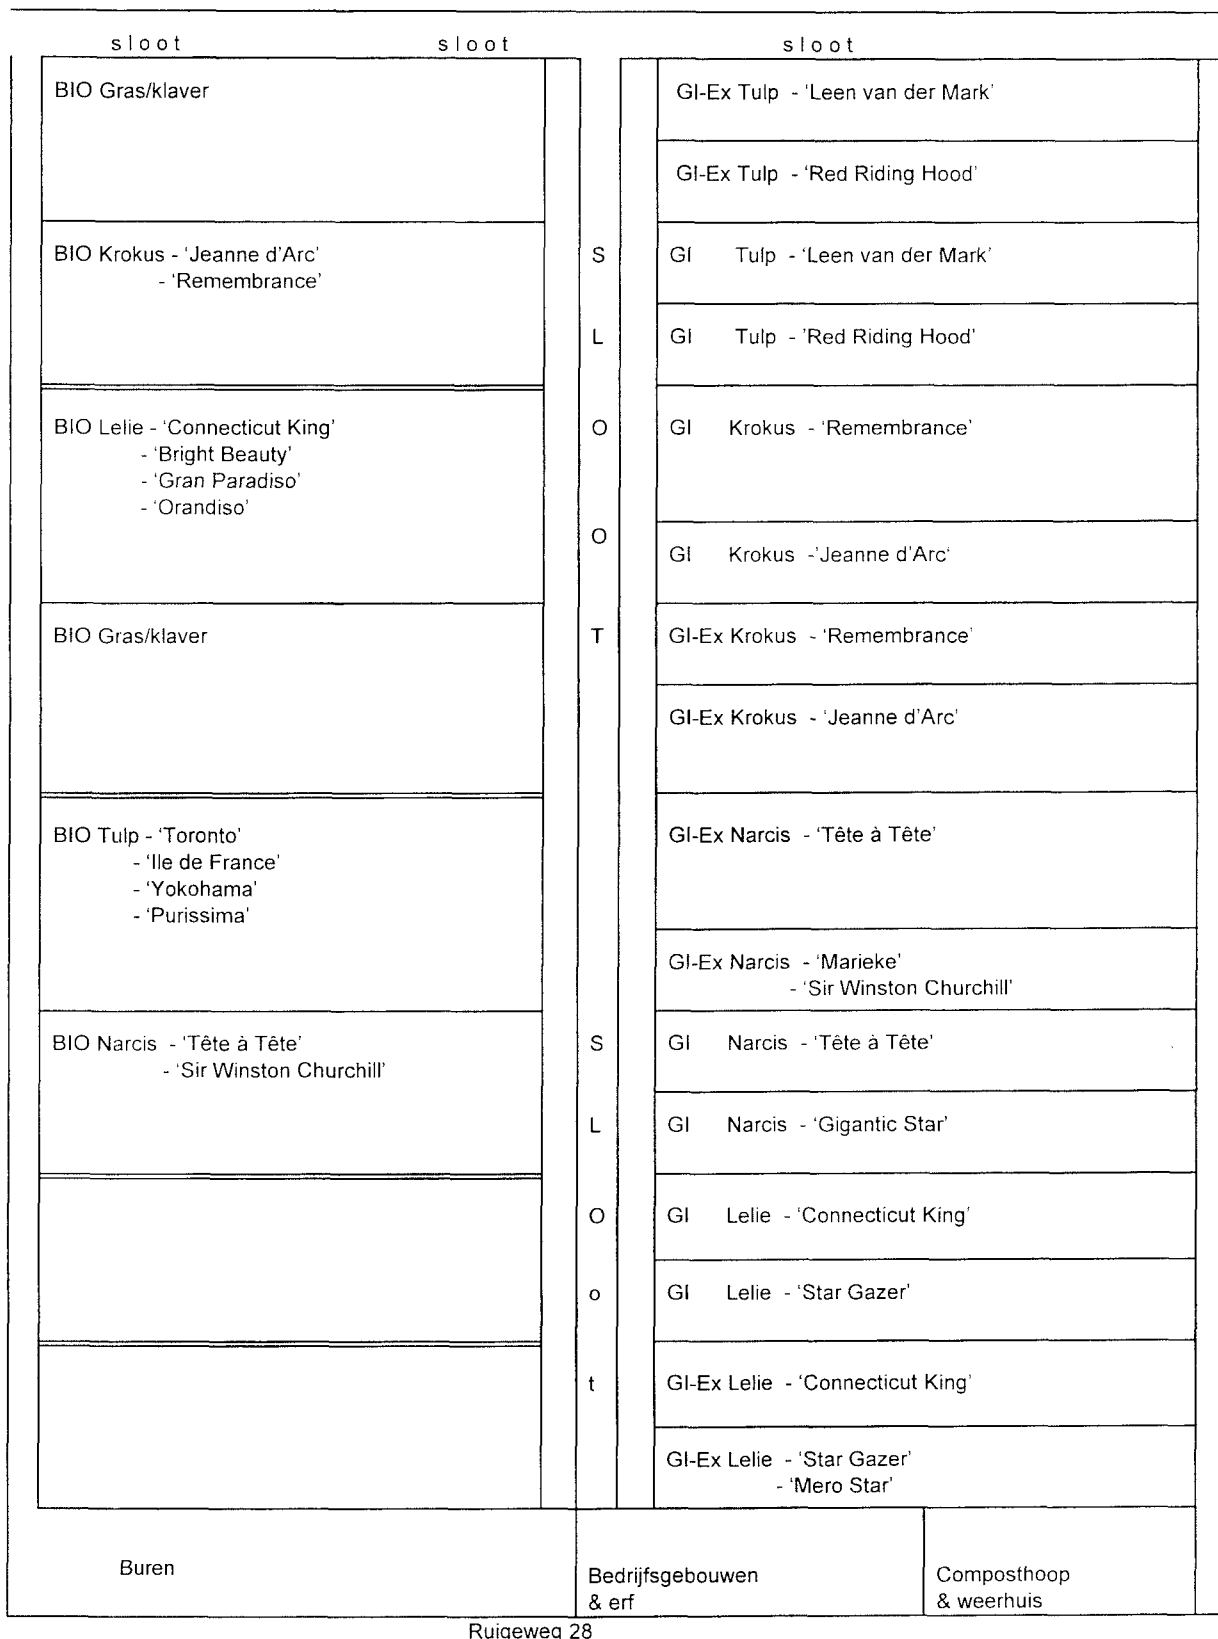 sloot sloot sloot
BIO Gras/klaver
BIO Krokus - ‘Jeanne d’Arc’
- ‘Remembrance’
BIO Lelie - ‘Connecticut King’
- ‘Bright Beauty’
- ‘Gran Paradiso’
- ‘Orandiso’
BIO Gras/klaver
BIO Tulp - ‘Toronto’
- ‘Ile de France’
- ‘Yokohama’
- ‘Purissima’
BIO Narcis - ‘Tête à Tête’
- ‘Sir Winston Churchill’
S
L
O
O
T
S
L
O
o
t
GI-Ex Tulp - ‘Leen van der Mark’
GI-Ex Tulp - ‘Red Riding Hood’
GI Tulp - ‘Leen van der Mark’
GI Tulp - ’Red Riding Hood’
GI Krokus - ‘Remembrance’
GI Krokus -’Jeanne d’Arc‘
GI-Ex Krokus - ‘Remembrance’
GI-Ex Krokus - ‘Jeanne d’Arc’
GI-Ex Narcis - ‘Tête à Tête’
GI-Ex Narcis - ‘Marieke’
- ‘Sir Winston Churchill’
GI Narcis - ‘Tête à Tête’
GI Narcis - ‘Gigantic Star’
GI Lelie - ‘Connecticut King’
GI Lelie - ‘Star Gazer’
GI-Ex Lelie - ‘Connecticut King’
GI-Ex Lelie - ‘Star Gazer’
- ‘Mero Star’
Buren
Bedrijfsgebouwen
& erf
Composthoop
& weerhuis
Ruigeweg 28